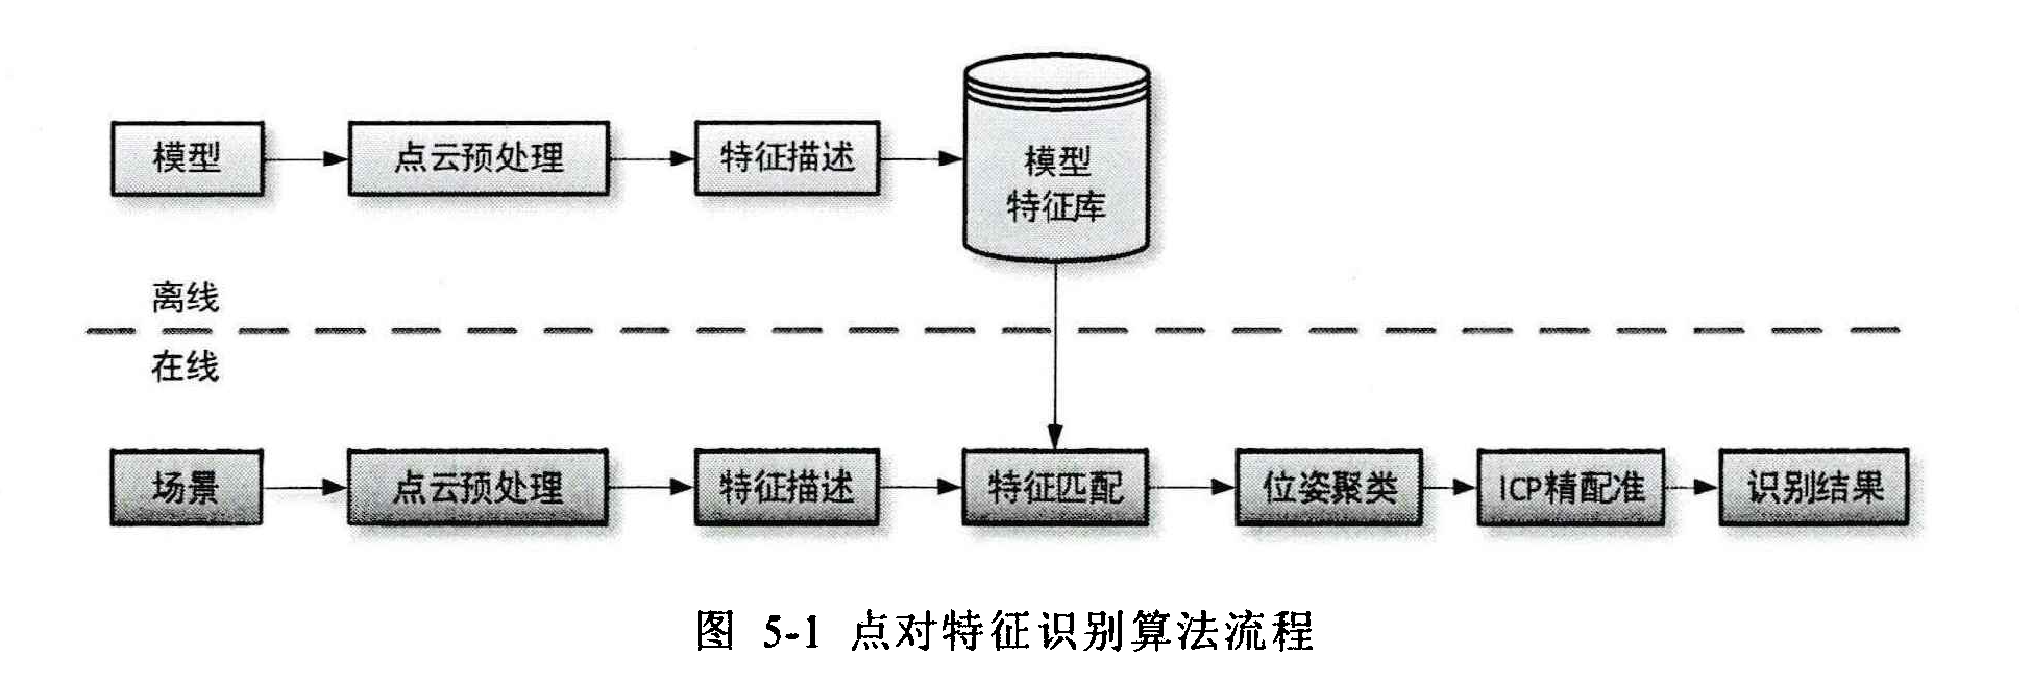 模型
点云预处理
特征描述
模型
特征库
离线
在线
场景
点云预处理
特征描述
特征匹配
位姿聚类
ICP精配准
识别结果
图 5-1 点对特征识别算法流程